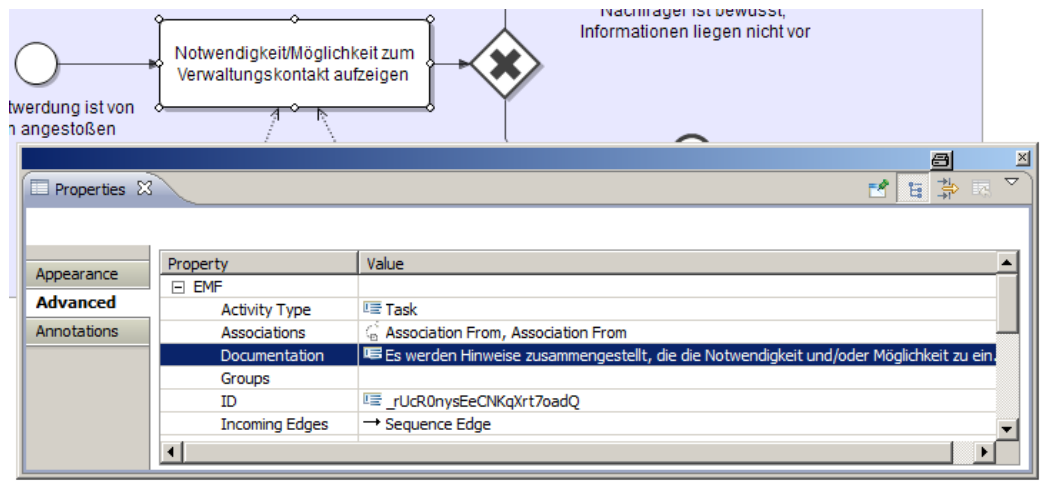 Nachfrager ist bewusst,
Informationen liegen nicht vor
Notwendigkeit/Möglichkeit zum
Verwaltungskontakt aufzeigen
twerdung ist von
n angestoßen
Properties
Appearance
Advanced
Annotations
Property Value
EMF
Activity Type Task
Associations Association From, Association From
Documentation Es werden Hinweise zusammengestellt, die die Notwendigkeit und/oder Möglichkeit zu ein.
Groups
ID _rUcR0nysEeCNKqXrt7oadQ
Incoming Edges Sequence Edge